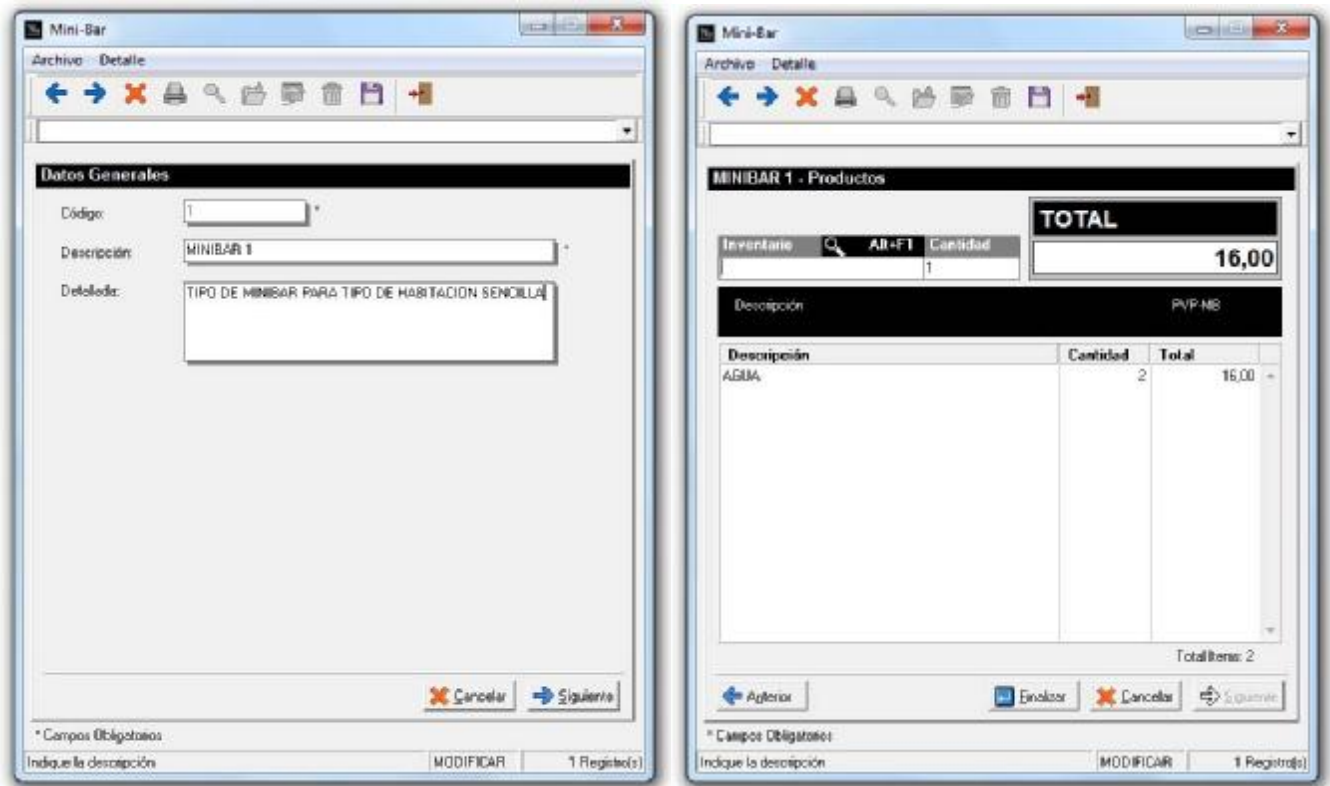 Mini-Bar
Archivo Detalle
Datos Generales
Código: 1 *
Descripción: MINIBAR 1 *
Detallada: TIPO DE MINIBAR PARA TIPO DE HABITACION SENCILLA
Cancelar Siguiente
* Campos Obligatorios
Indique la descripción MODIFICAR 1 Registro(s)
Mini-Bar
Archivo Detalle
MINIBAR 1 - Productos
TOTAL
16,00
Inventario Alt+F1 Cantidad
1
Descripción PVP-MB
Descripción Cantidad Total
AGUA 2 16,00
Total Items: 2
Anterior Finalizar Cancelar Siguiente
* Campos Obligatorios
Indique la descripción MODIFICAR 1 Registro(s)